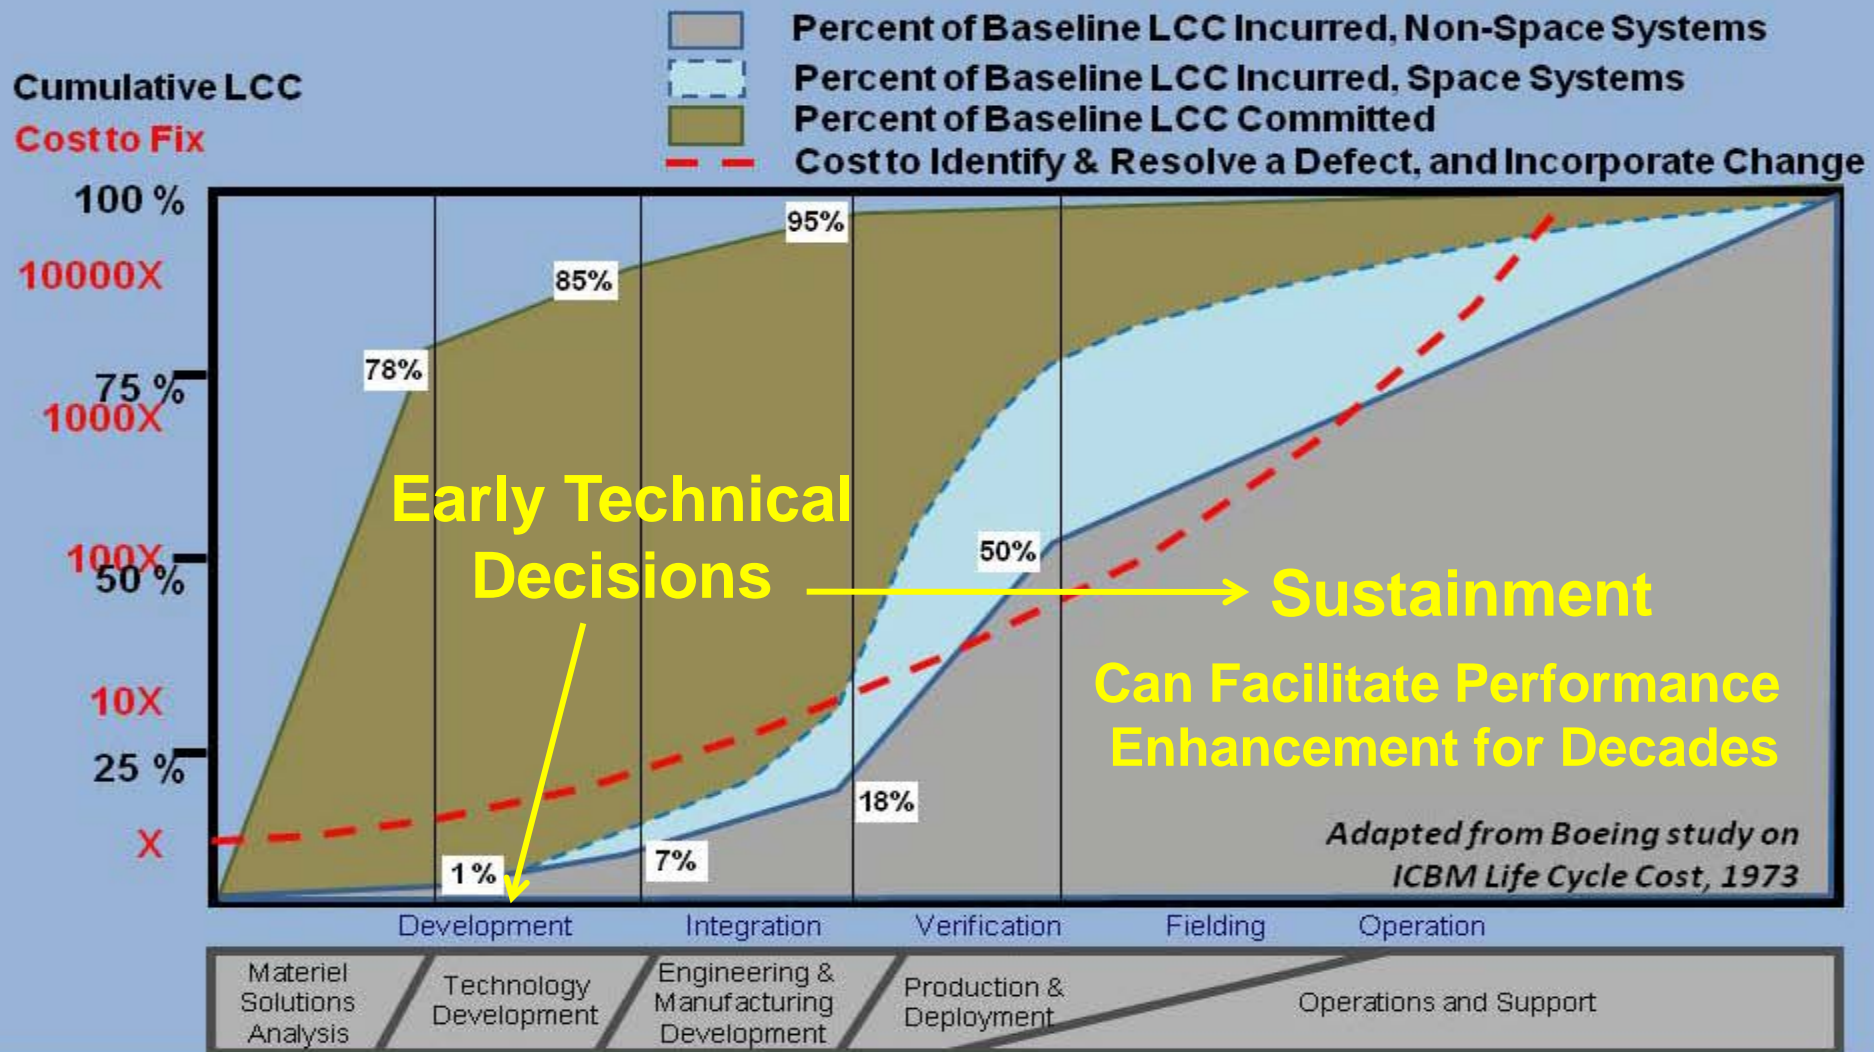 Percent of Baseline LCC Incurred, Non-Space Systems
Percent of Baseline LCC Incurred, Space Systems
Percent of Baseline LCC Committed
Cost to Identify & Resolve a Defect, and Incorporate Change
Cumulative LCC
Cost to Fix
100 %
10000X
75 %
1000X
100X
50 %
10X
25 %
X
78%
85%
95%
50%
18%
7%
1%
Early Technical
Decisions
Sustainment
Can Facilitate Performance
Enhancement for Decades
Adapted from Boeing study on
ICBM Life Cycle Cost, 1973
Development
Integration
Verification
Fielding
Operation
Materiel
Solutions
Analysis
Technology
Development
Engineering &
Manufacturing
Development
Production &
Deployment
Operations and Support